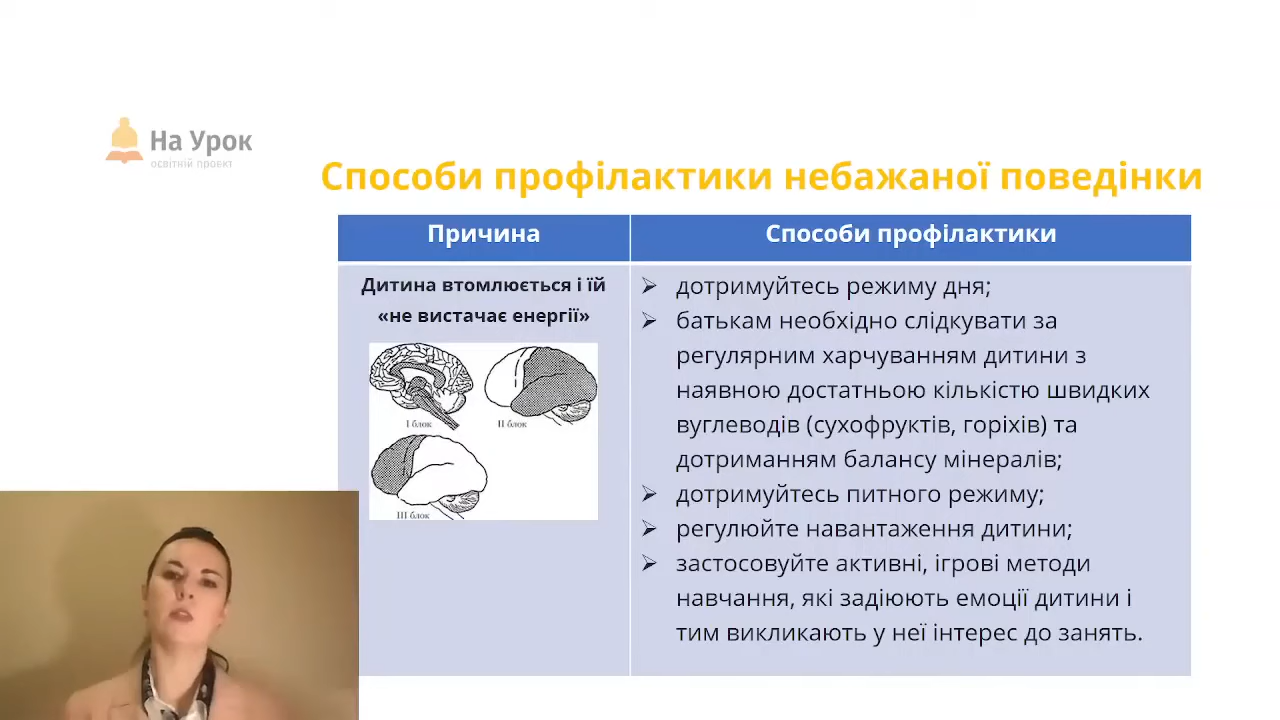 На Урок
освітній проект
Способи профілактики небажаної поведінки
Причина
Способи профілактики
Дитина втомлюється і їй
«не вистачає енергії»
І блок
ІІ блок
ІІІ блок
➢ дотримуйтесь режиму дня;
➢ батькам необхідно слідкувати за
регулярним харчуванням дитини з
наявною достатньою кількістю швидких
вуглеводів (сухофруктів, горіхів) та
дотриманням балансу мінералів;
➢ дотримуйтесь питного режиму;
➢ регулюйте навантаження дитини;
➢ застосовуйте активні, ігрові методи
навчання, які задіюють емоції дитини і
тим викликають у неї інтерес до занять.